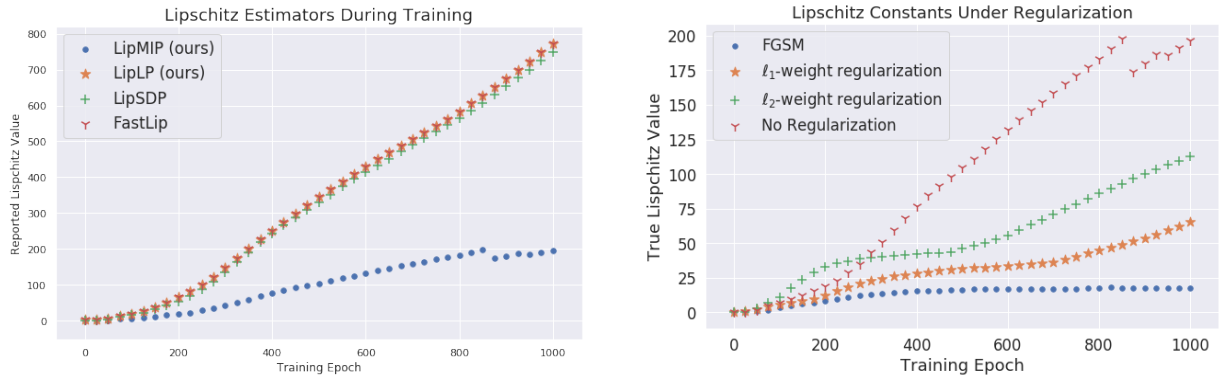 Lipschitz Estimators During Training
800
700
600
500
400
300
200
100
0
Reported Lispchitz Value
LipMIP (ours)
LipLP (ours)
LipSDP
FastLip
0 200 400 600 800 1000
Training Epoch
Lipschitz Constants Under Regularization
200
175
150
125
100
75
50
25
0
True Lispchitz Value
FGSM
ℓ₁-weight regularization
ℓ₂-weight regularization
No Regularization
0 200 400 600 800 1000
Training Epoch